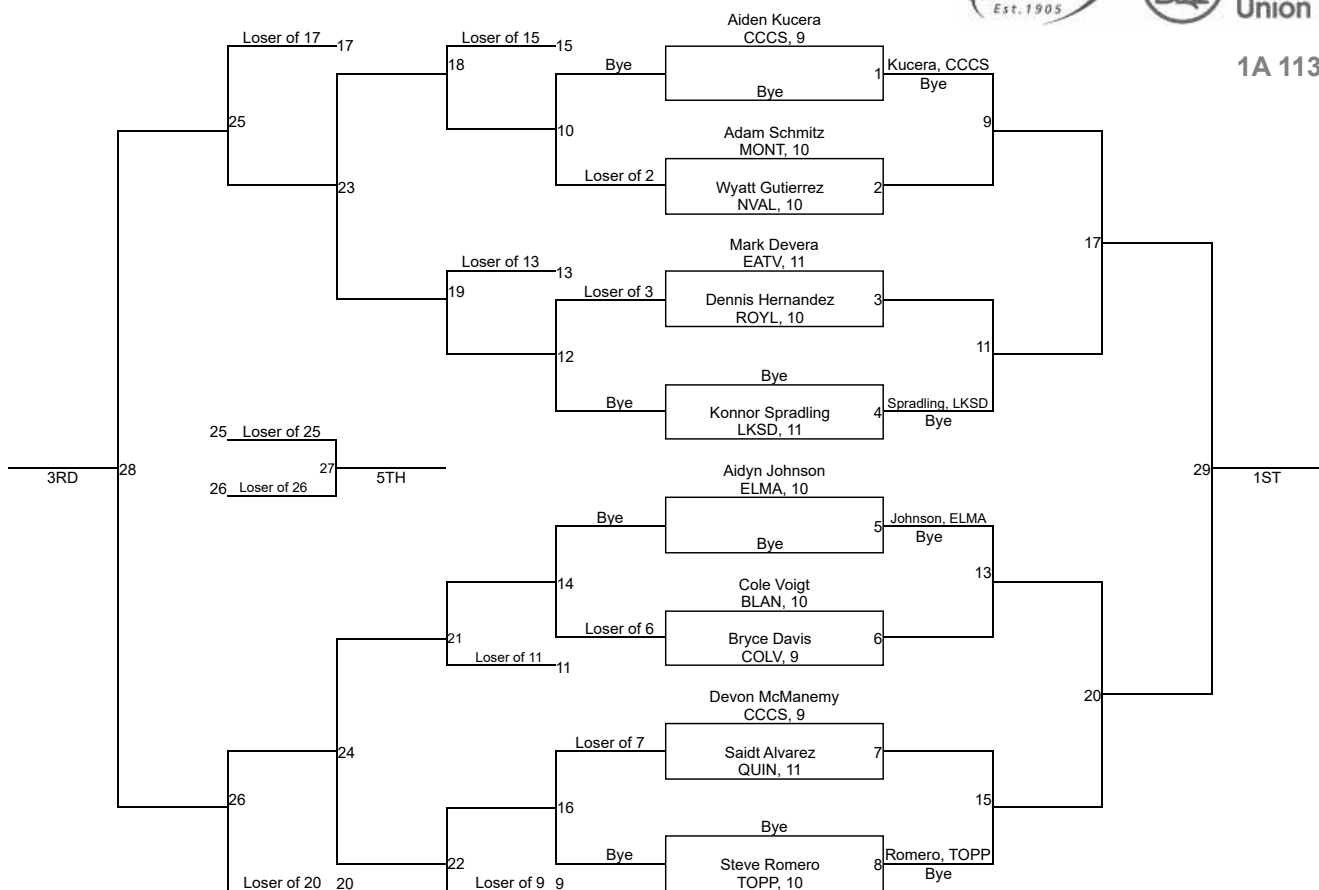 Est. 1905
Union
1A 113
Aiden Kucera
CCCS, 9
Loser of 17
17
Loser of 15
15
18
Bye
1
Kucera, CCCS
Bye
Bye
25
10
9
Adam Schmitz
MONT, 10
Loser of 2
Wyatt Gutierrez
NVAL, 10
2
23
Mark Devera
EATV, 11
17
Loser of 13
13
19
Loser of 3
Dennis Hernandez
ROYL, 10
3
12
11
Bye
Bye
Konnor Spradling
LKSD, 11
4
Spradling, LKSD
Bye
25
Loser of 25
28
3RD
27
5TH
26
Loser of 26
29
1ST
Aidyn Johnson
ELMA, 10
Bye
5
Johnson, ELMA
Bye
Bye
14
13
Cole Voigt
BLAN, 10
Loser of 6
Bryce Davis
COLV, 9
6
21
Loser of 11
11
20
Devon McManemy
CCCS, 9
Loser of 7
Saidt Alvarez
QUIN, 11
7
24
26
16
15
Bye
Bye
Steve Romero
TOPP, 10
8
Romero, TOPP
Bye
22
Loser of 20
20
Loser of 9
9